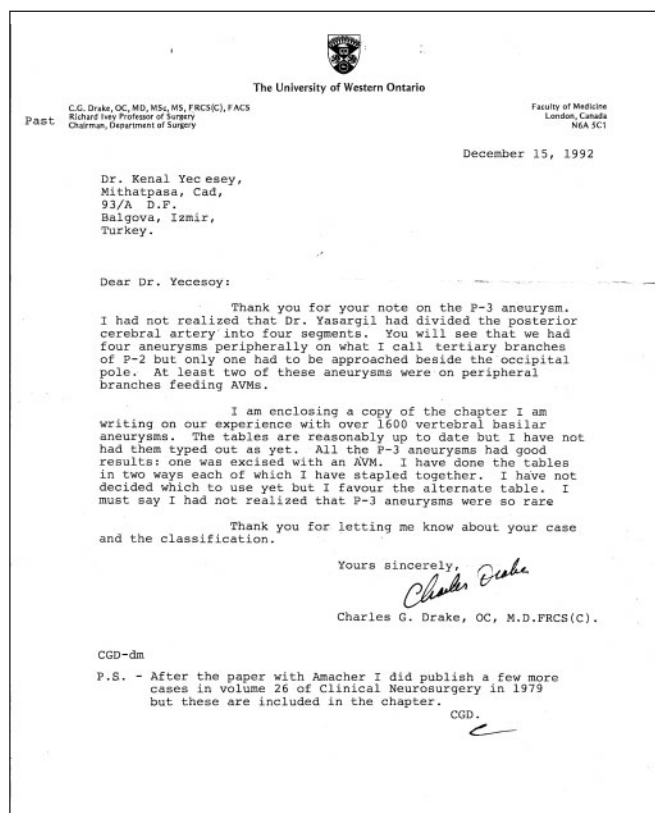 The University of Western Ontario
C.G. Drake, OC, MD, MSc, MS, FRCS(C), FACS
Past Richard Ivey Professor of Surgery
Chairman, Department of Surgery
Faculty of Medicine
London, Canada
N6A 5C1
December 15, 1992
Dr. Kenal Yec esey,
Mithatpasa, Cad,
93/A D.F.
Balgova, Izmir,
Turkey.
Dear Dr. Yecesoy:
Thank you for your note on the P-3 aneurysm.
I had not realized that Dr. Yasargil had divided the posterior
cerebral artery into four segments. You will see that we had
four aneurysms peripherally on what I call tertiary branches
of P-2 but only one had to be approached beside the occipital
pole. At least two of these aneurysms were on peripheral
branches feeding AVMs.
I am enclosing a copy of the chapter I am
writing on our experience with over 1600 vertebral basilar
aneurysms. The tables are reasonably up to date but I have not
had them typed out as yet. All the P-3 aneurysms had good
results: one was excised with an AVM. I have done the tables
in two ways each of which I have stapled together. I have not
decided which to use yet but I favour the alternate table. I
must say I had not realized that P-3 aneurysms were so rare
Thank you for letting me know about your case
and the classification.
Yours sincerely,
Charles Drake
Charles G. Drake, OC, M.D.FRCS(C).
CGD-dm
P.S. - After the paper with Amacher I did publish a few more
cases in volume 26 of Clinical Neurosurgery in 1979
but these are included in the chapter.
CGD.